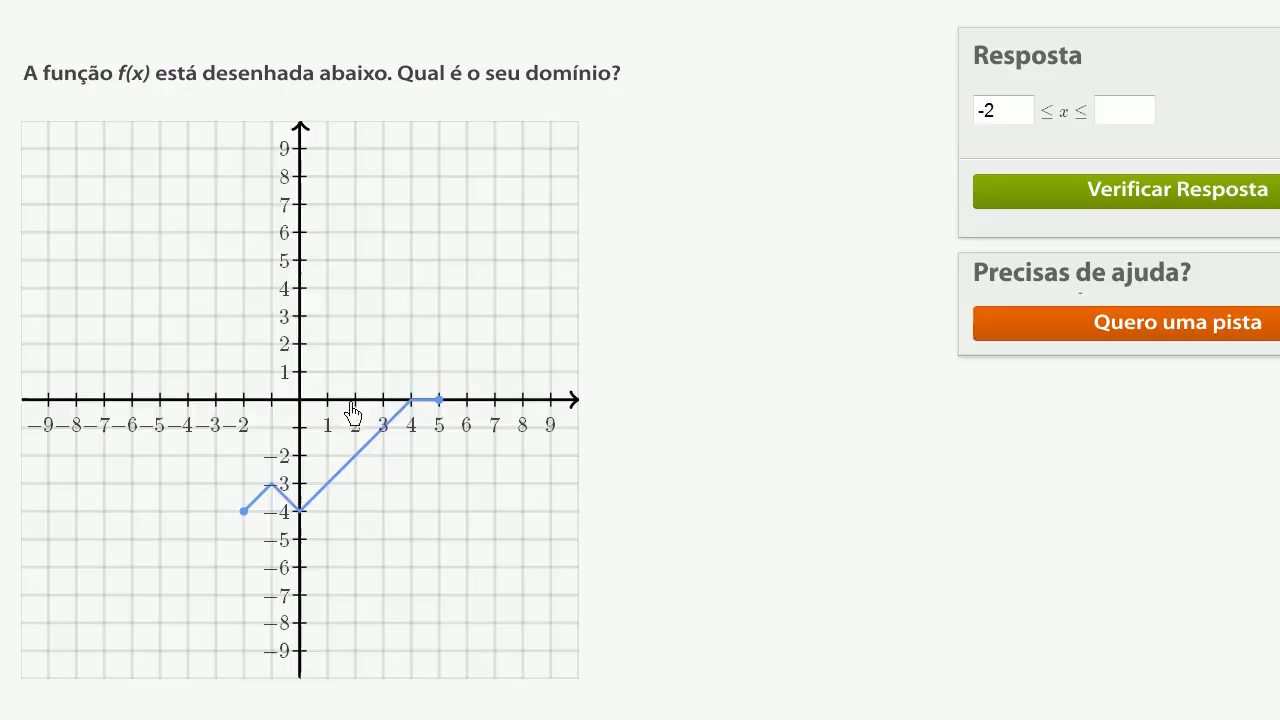 A função f(x) está desenhada abaixo. Qual é o seu domínio?
Resposta
-2 ≤ x ≤
Verificar Resposta
Precisas de ajuda?
Quero uma pista
9
8
7
6
5
4
3
2
1
−9 −8 −7 −6 −5 −4 −3 −2 1 2 3 4 5 6 7 8 9
−2
−3
−4
−5
−6
−7
−8
−9